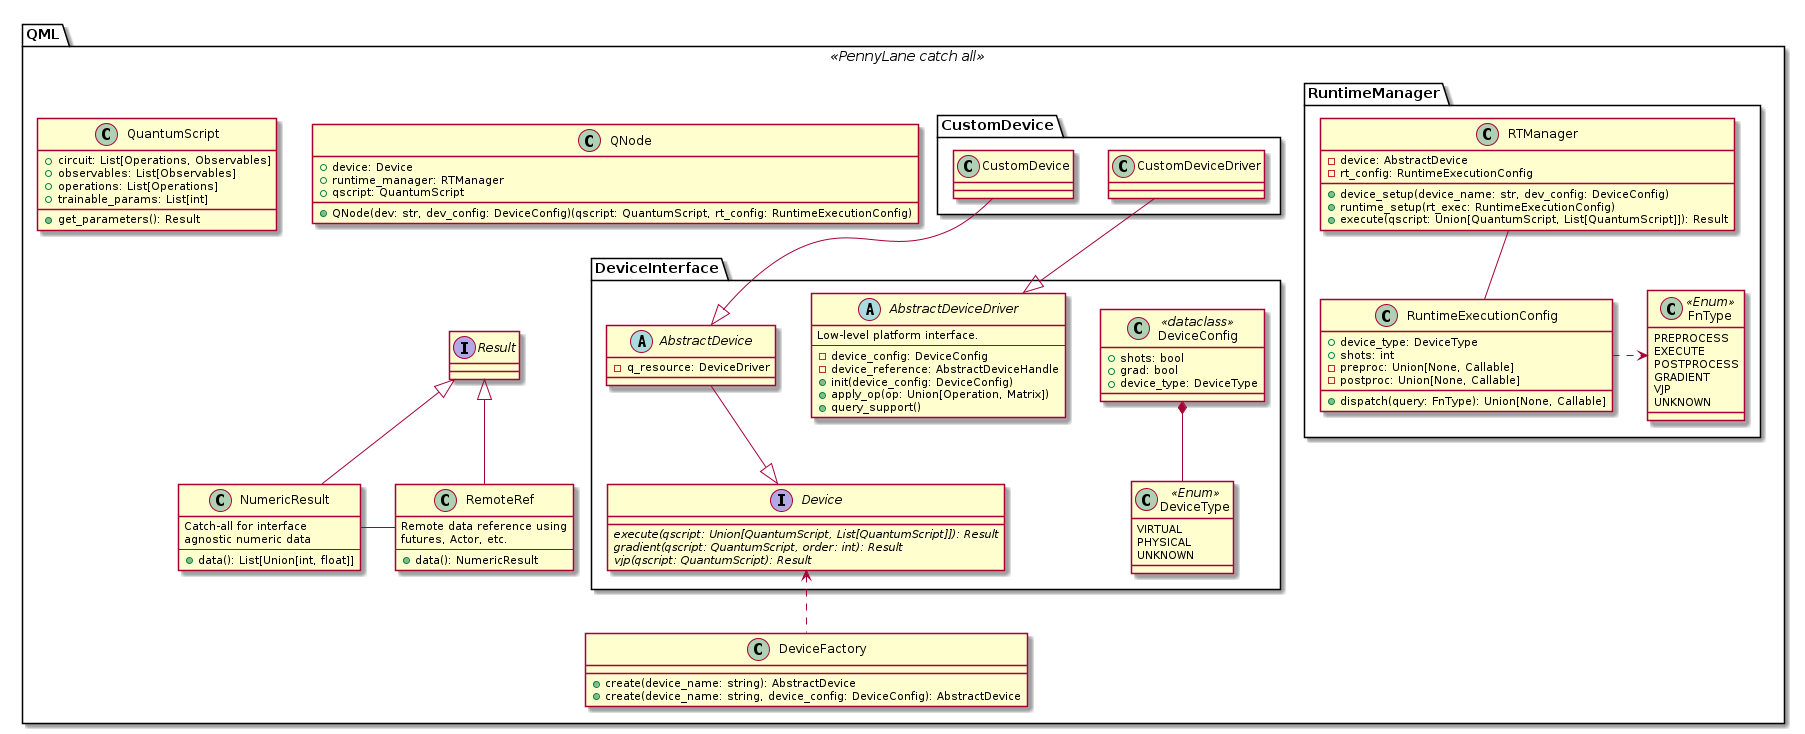 QML
«PennyLane catch all»
C QuantumScript
circuit: List[Operations, Observables]
observables: List[Observables]
operations: List[Operations]
trainable_params: List[int]
get_parameters(): Result
C QNode
device: Device
runtime_manager: RTManager
qscript: QuantumScript
QNode(dev: str, dev_config: DeviceConfig)(qscript: QuantumScript, rt_config: RuntimeExecutionConfig)
CustomDevice
C CustomDevice
C CustomDeviceDriver
RuntimeManager
C RTManager
device: AbstractDevice
rt_config: RuntimeExecutionConfig
device_setup(device_name: str, dev_config: DeviceConfig)
runtime_setup(rt_exec: RuntimeExecutionConfig)
execute(qscript: Union[QuantumScript, List[QuantumScript]]): Result
C RuntimeExecutionConfig
device_type: DeviceType
shots: int
preproc: Union[None, Callable]
postproc: Union[None, Callable]
dispatch(query: FnType): Union[None, Callable]
«Enum»
C FnType
PREPROCESS
EXECUTE
POSTPROCESS
GRADIENT
VJP
UNKNOWN
DeviceInterface
A AbstractDevice
q_resource: DeviceDriver
A AbstractDeviceDriver
Low-level platform interface.
device_config: DeviceConfig
device_reference: AbstractDeviceHandle
init(device_config: DeviceConfig)
apply_op(op: Union[Operation, Matrix])
query_support()
«dataclass»
C DeviceConfig
shots: bool
grad: bool
device_type: DeviceType
I Device
execute(qscript: Union[QuantumScript, List[QuantumScript]]): Result
gradient(qscript: QuantumScript, order: int): Result
vjp(qscript: QuantumScript): Result
«Enum»
C DeviceType
VIRTUAL
PHYSICAL
UNKNOWN
I Result
C NumericResult
Catch-all for interface
agnostic numeric data
data(): List[Union[int, float]]
C RemoteRef
Remote data reference using
futures, Actor, etc.
data(): NumericResult
C DeviceFactory
create(device_name: string): AbstractDevice
create(device_name: string, device_config: DeviceConfig): AbstractDevice